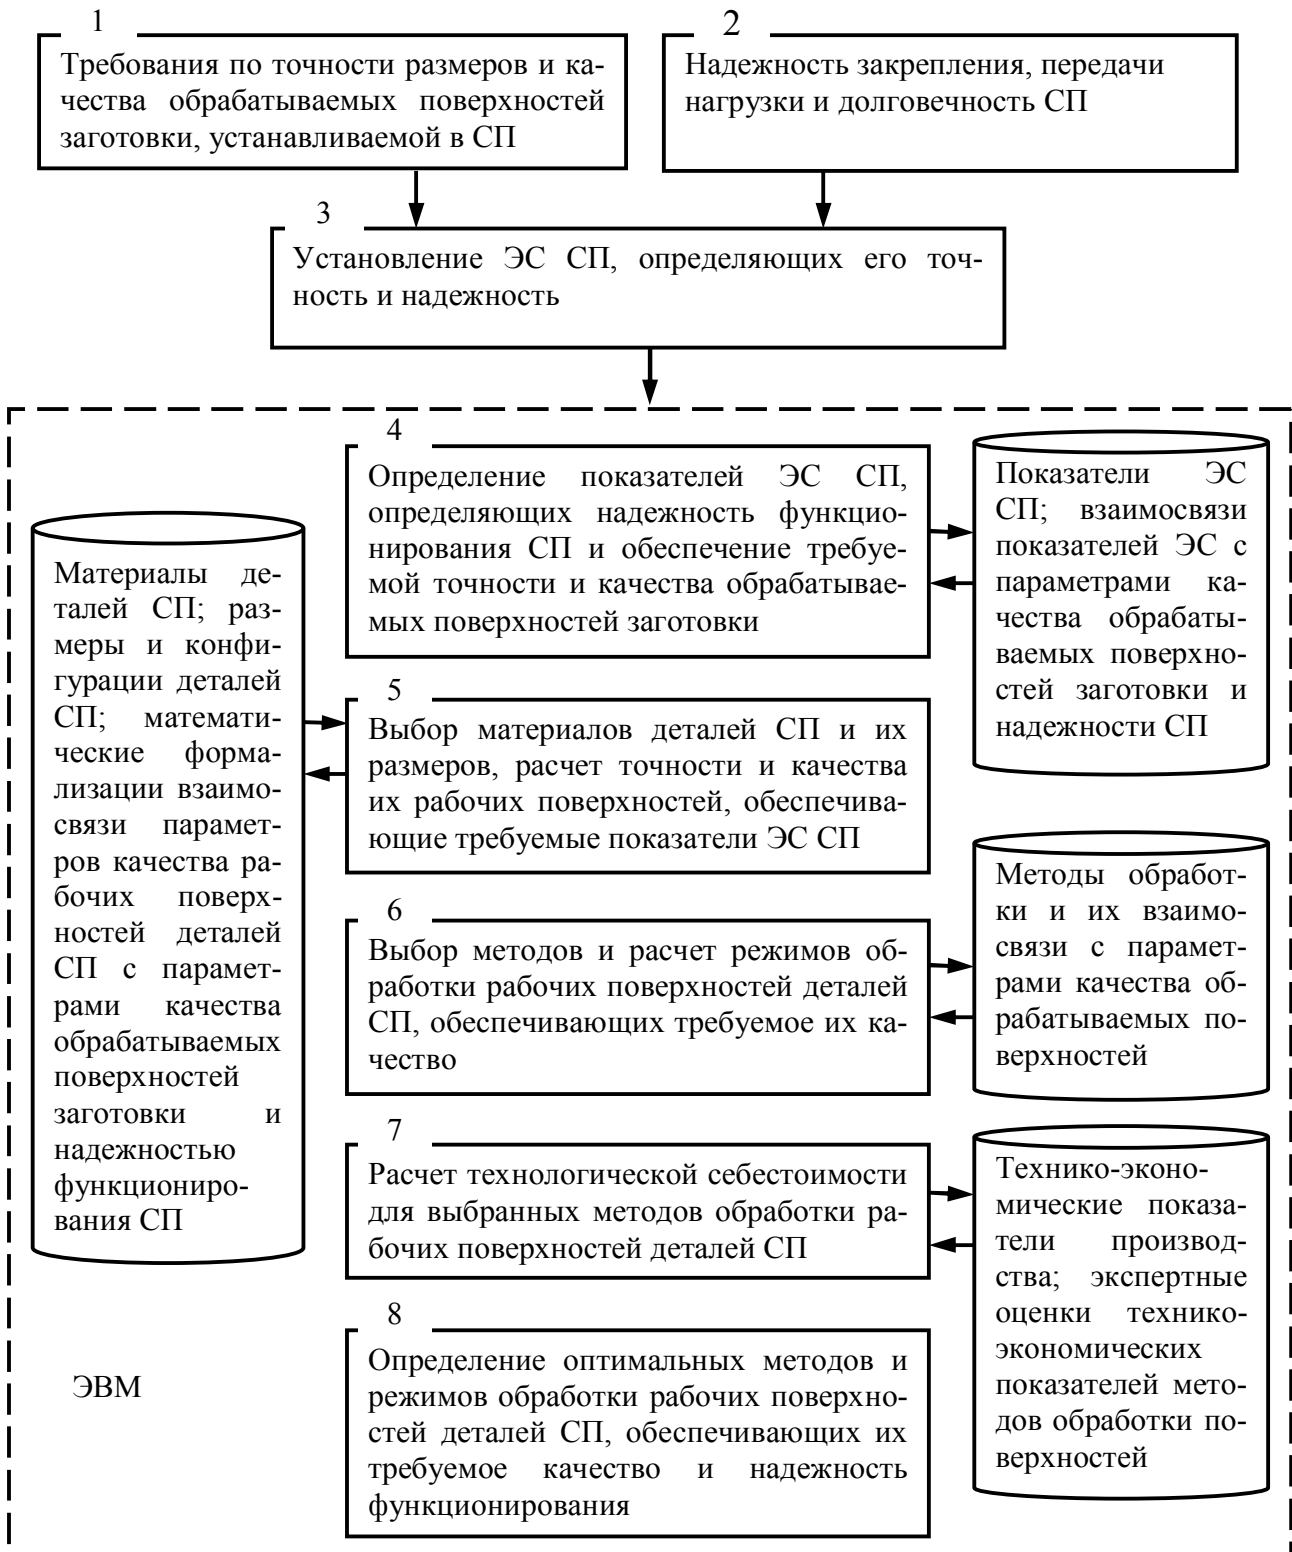 1
Требования по точности размеров и ка-
чества обрабатываемых поверхностей
заготовки, устанавливаемой в СП
2
Надежность закрепления, передачи
нагрузки и долговечность СП
3
Установление ЭС СП, определяющих его точ-
ность и надежность
4
Определение показателей ЭС СП,
определяющих надежность функцио-
нирования СП и обеспечение требуе-
мой точности и качества обрабатывае-
мых поверхностей заготовки
Показатели ЭС
СП; взаимосвязи
показателей ЭС с
параметрами ка-
чества обрабаты-
ваемых поверхно-
стей заготовки и
надежности СП
Материалы де-
талей СП; раз-
меры и конфи-
гурации деталей
СП; математи-
ческие форма-
лизации взаимо-
связи парамет-
ров качества ра-
бочих поверх-
ностей деталей
СП с парамет-
рами качества
обрабатываемых
поверхностей
заготовки и
надежностью
функциониро-
вания СП
5
Выбор материалов деталей СП и их
размеров, расчет точности и качества
их рабочих поверхностей, обеспечива-
ющие требуемые показатели ЭС СП
6
Выбор методов и расчет режимов об-
работки рабочих поверхностей деталей
СП, обеспечивающих требуемое их ка-
чество
Методы обработ-
ки и их взаимо-
связи с парамет-
рами качества об-
рабатываемых по-
верхностей
7
Расчет технологической себестоимости
для выбранных методов обработки ра-
бочих поверхностей деталей СП
Технико-эконо-
мические показа-
тели производ-
ства; экспертные
оценки технико-
экономических
показателей мето-
дов обработки по-
верхностей
8
Определение оптимальных методов и
режимов обработки рабочих поверхно-
стей деталей СП, обеспечивающих их
требуемое качество и надежность
функционирования
ЭВМ